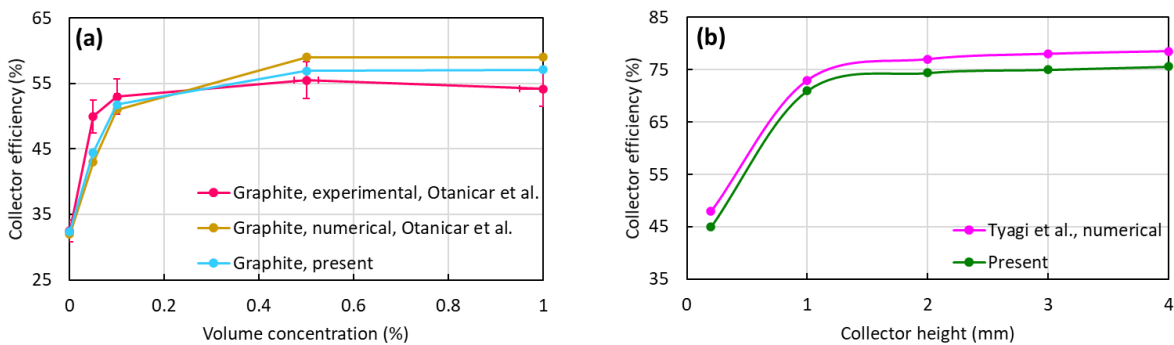 (a)
Collector efficiency (%)
65
55
45
35
25
Graphite, experimental, Otanicar et al.
Graphite, numerical, Otanicar et al.
Graphite, present
0
0.2
0.4
0.6
0.8
1
Volume concentration (%)
(b)
Collector efficiency (%)
85
75
65
55
45
35
Tyagi et al., numerical
Present
0
1
2
3
4
Collector height (mm)